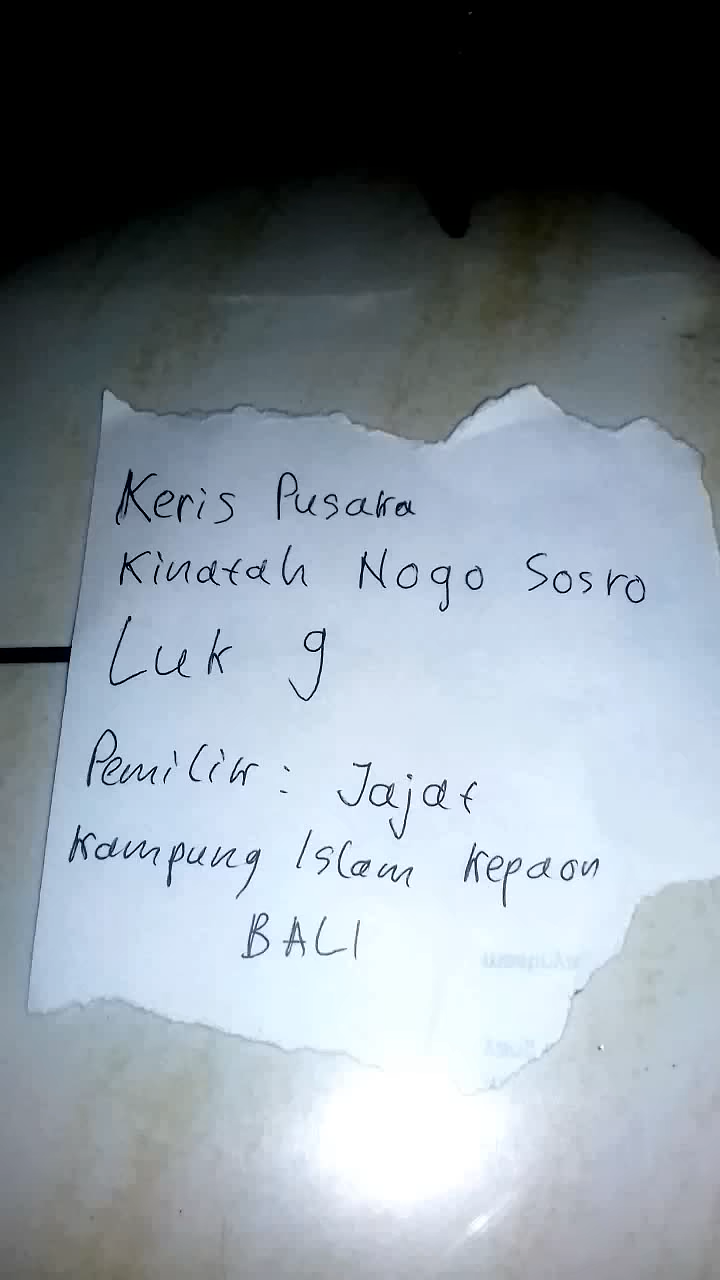 Keris Pusaka
Kinatah Nogo Sosro
Luk 9
Pemilik: Jajat
Kampung Islam Kepaon
BALI